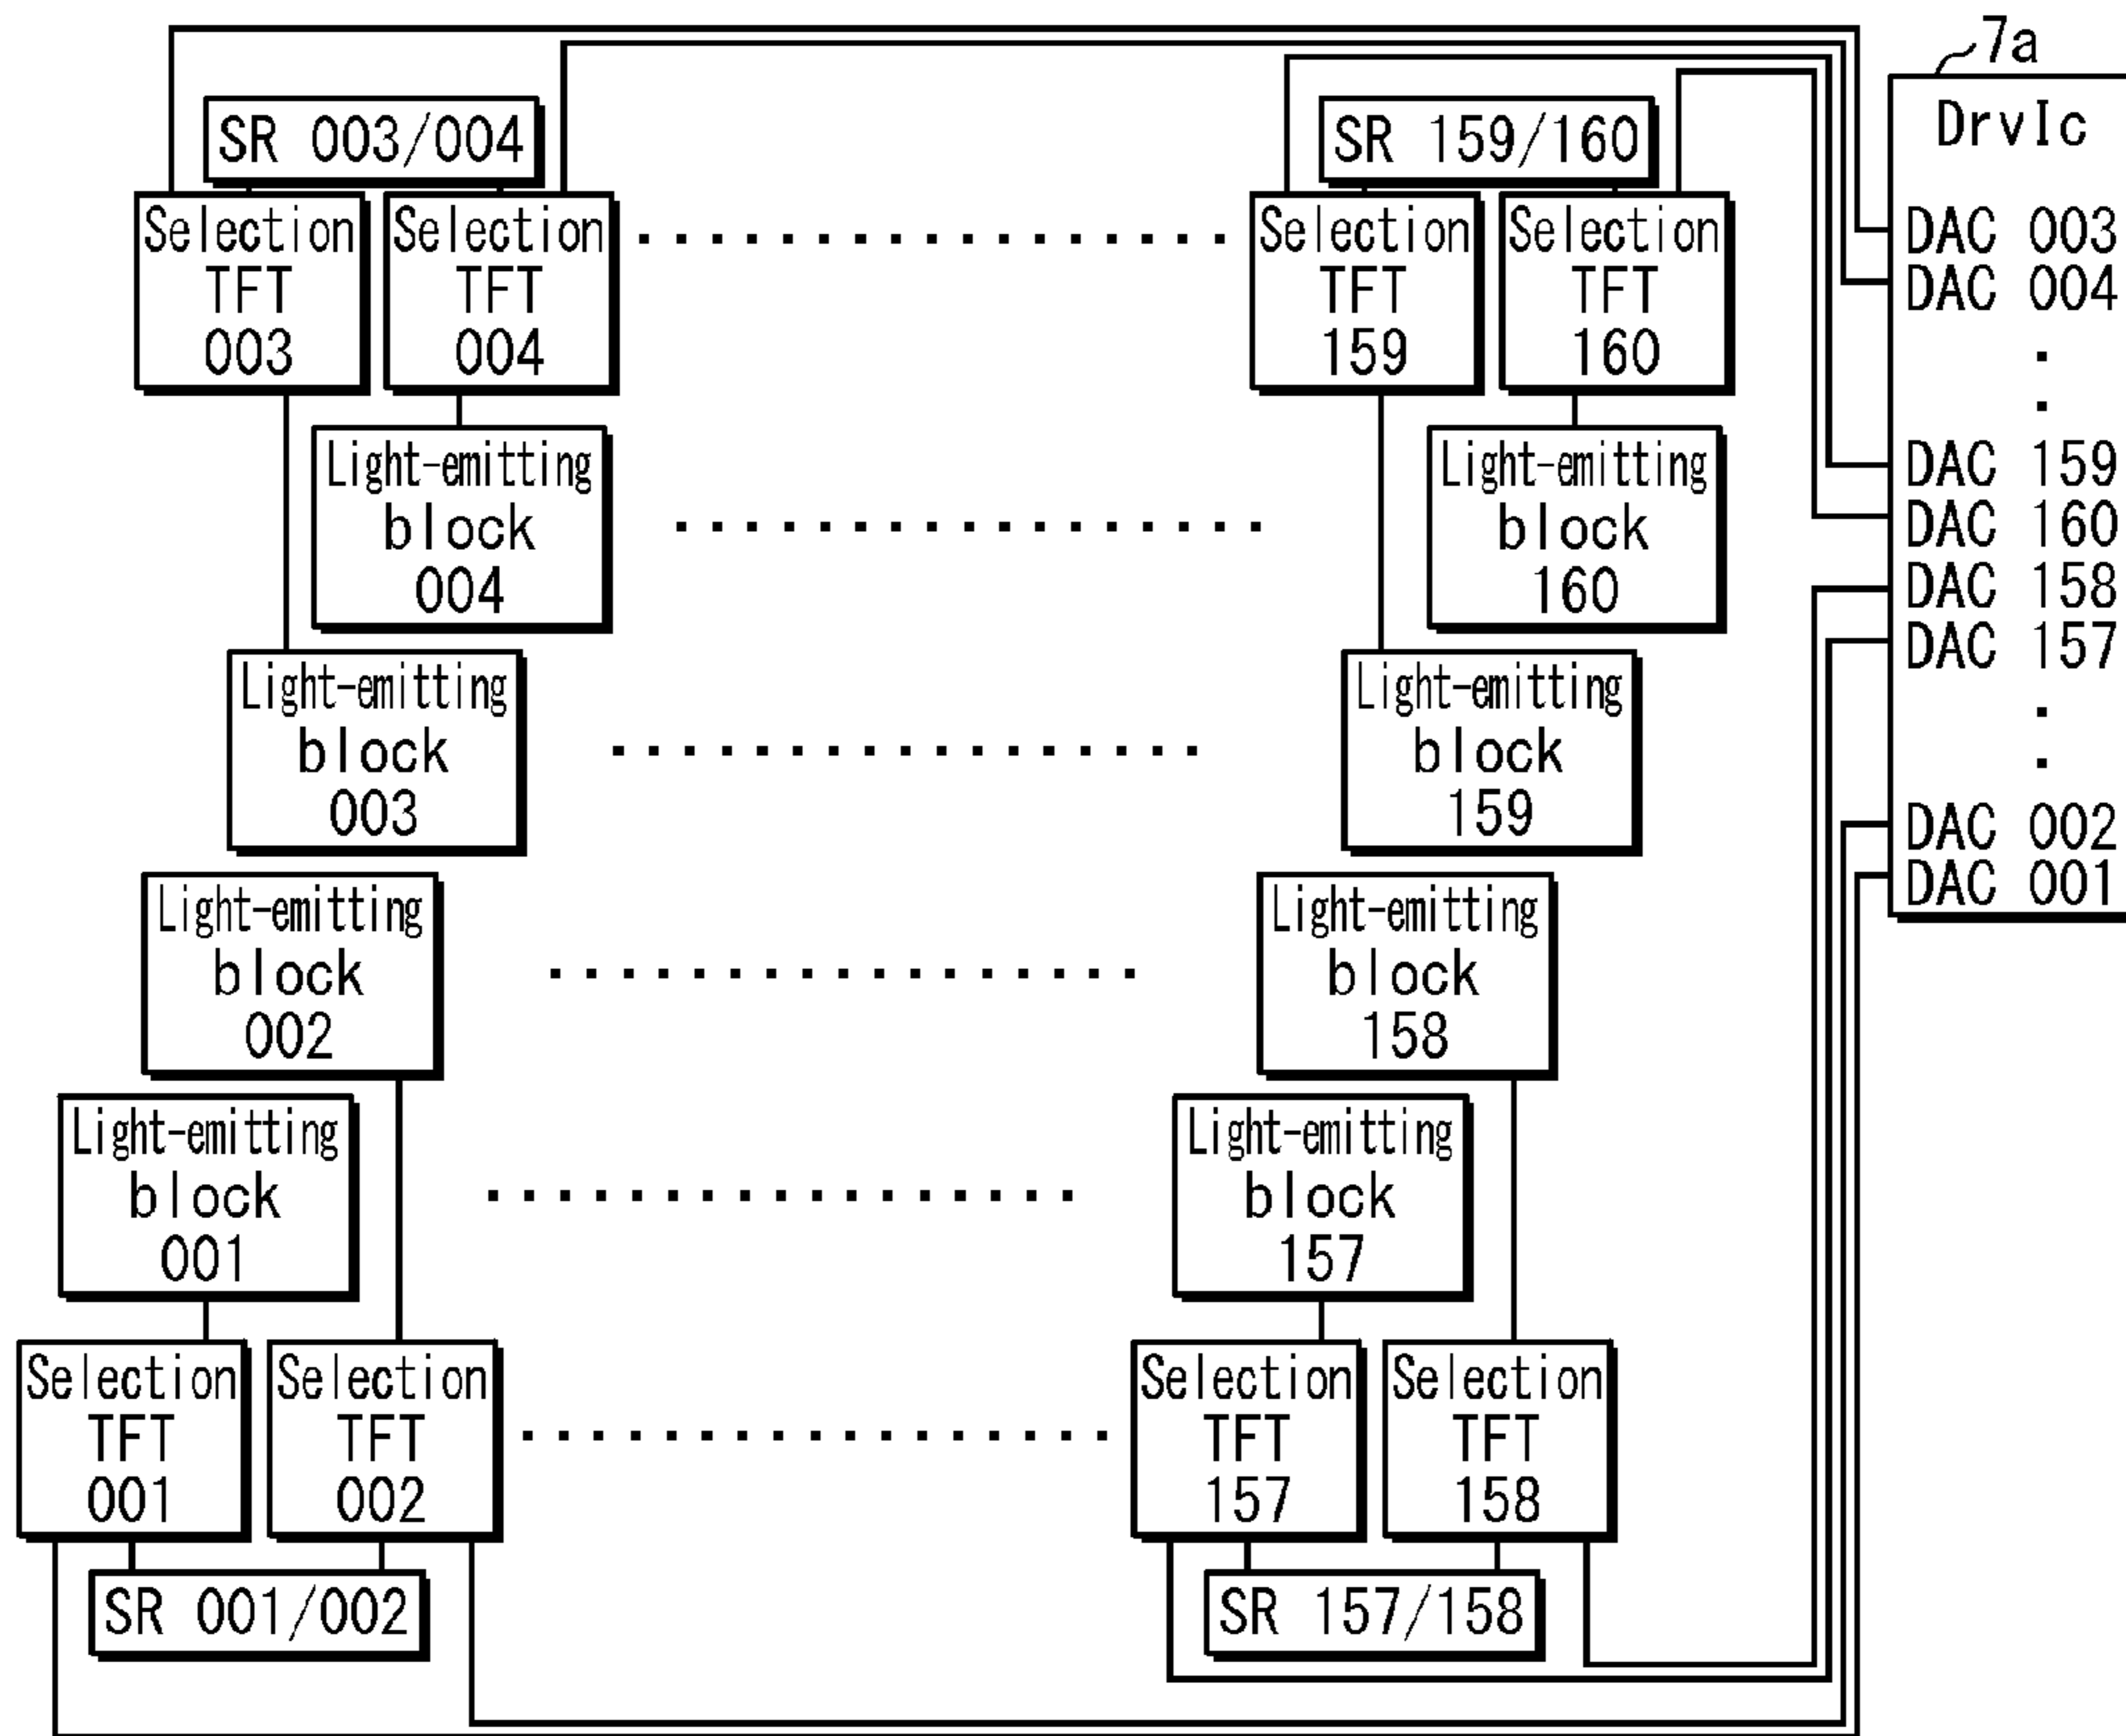 7a
DrvIc
SR 003/004
SR 159/160
Selection
TFT
003
Selection
TFT
004
Selection
TFT
159
Selection
TFT
160
DAC 003
DAC 004
DAC 159
DAC 160
DAC 158
DAC 157
DAC 002
DAC 001
Light-emitting
block
004
Light-emitting
block
160
Light-emitting
block
003
Light-emitting
block
159
Light-emitting
block
002
Light-emitting
block
158
Light-emitting
block
001
Light-emitting
block
157
Selection
TFT
001
Selection
TFT
002
Selection
TFT
157
Selection
TFT
158
SR 001/002
SR 157/158